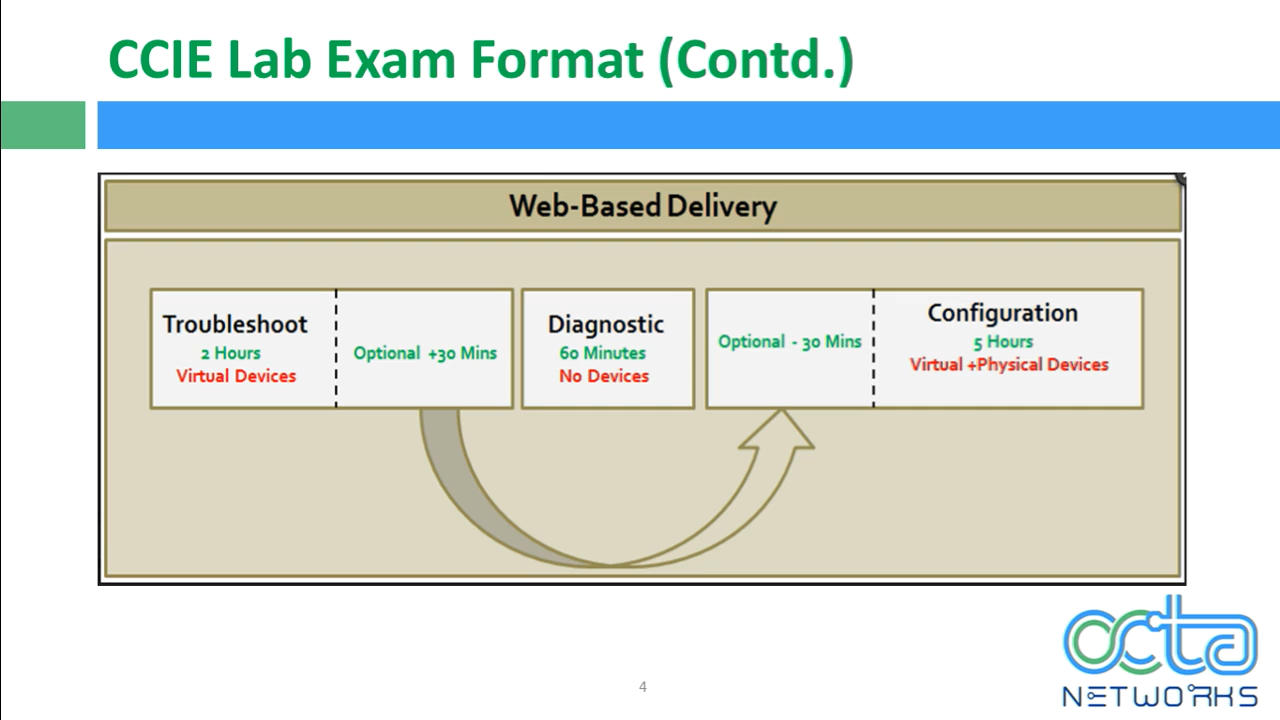 CCIE Lab Exam Format (Contd.)
Web-Based Delivery
Troubleshoot
2 Hours
Virtual Devices
Optional +30 Mins
Diagnostic
60 Minutes
No Devices
Optional - 30 Mins
Configuration
5 Hours
Virtual +Physical Devices
4
octa
NETWORKS